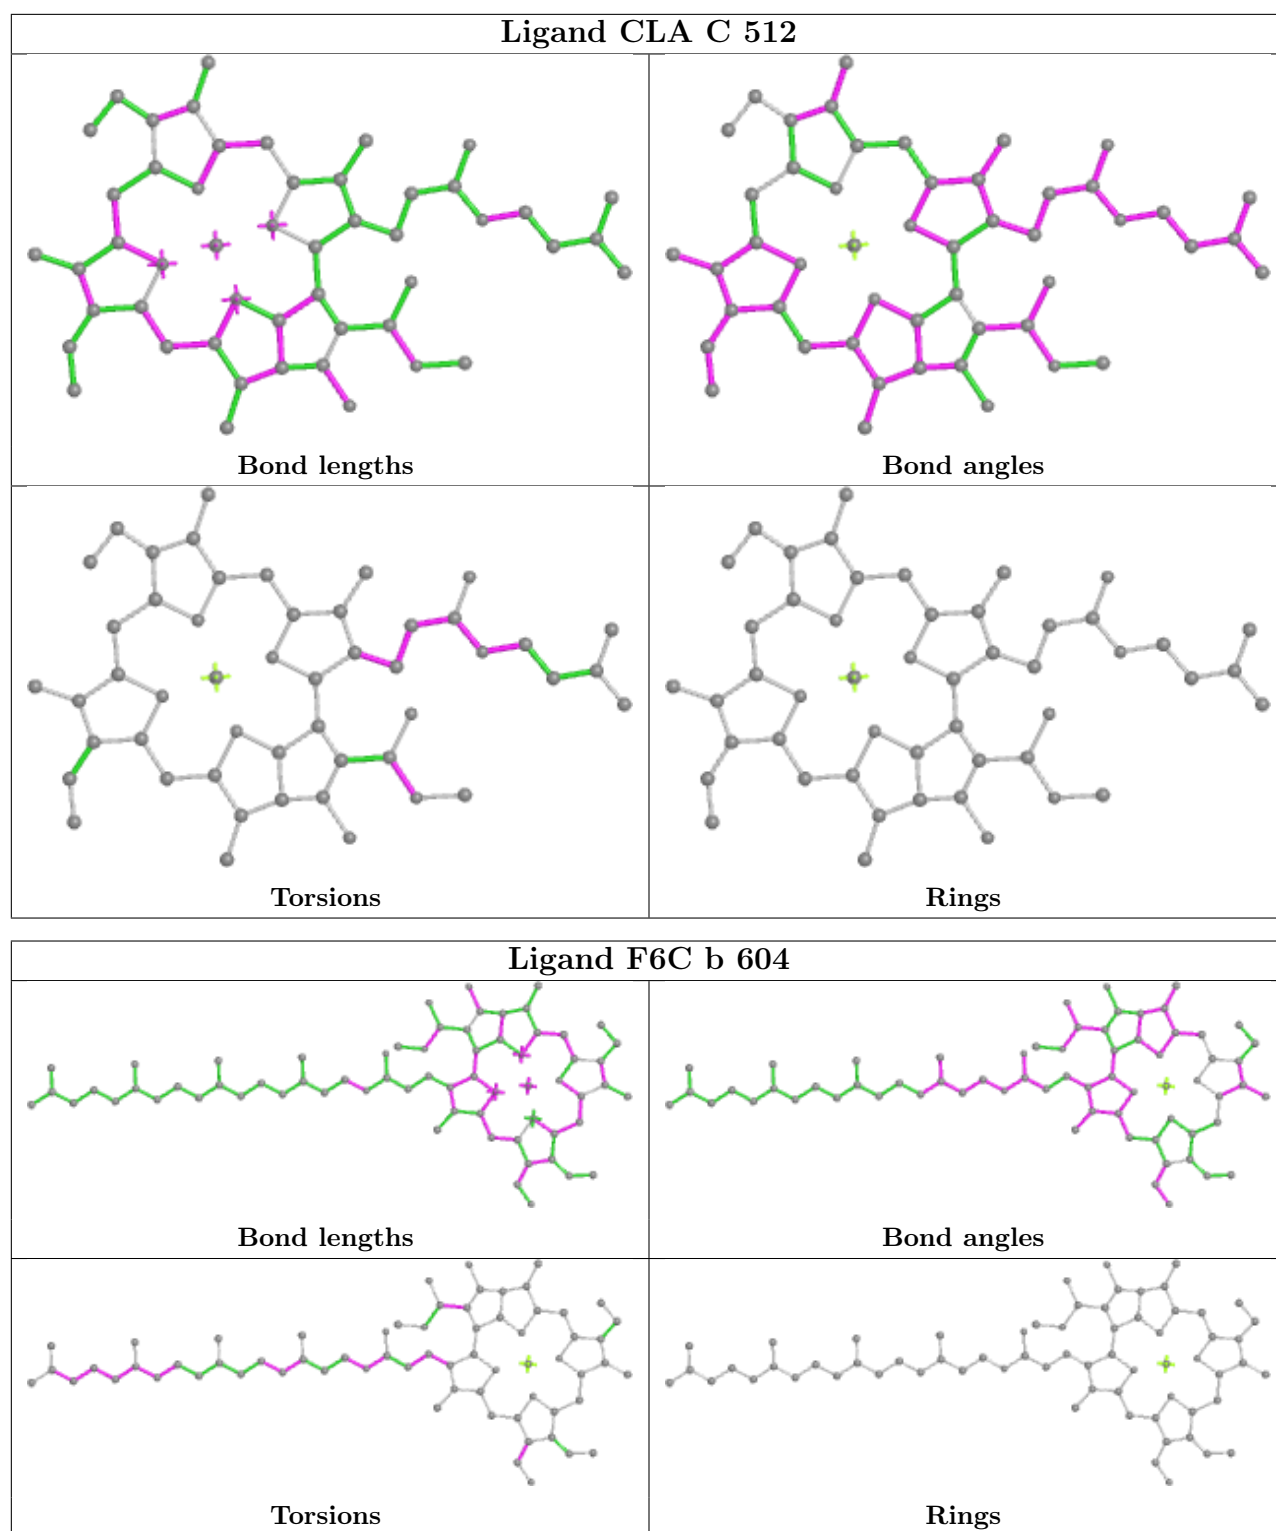 Ligand CLA C 512
Bond lengths
Bond angles
Torsions
Rings
Ligand F6C b 604
Bond lengths
Bond angles
Torsions
Rings